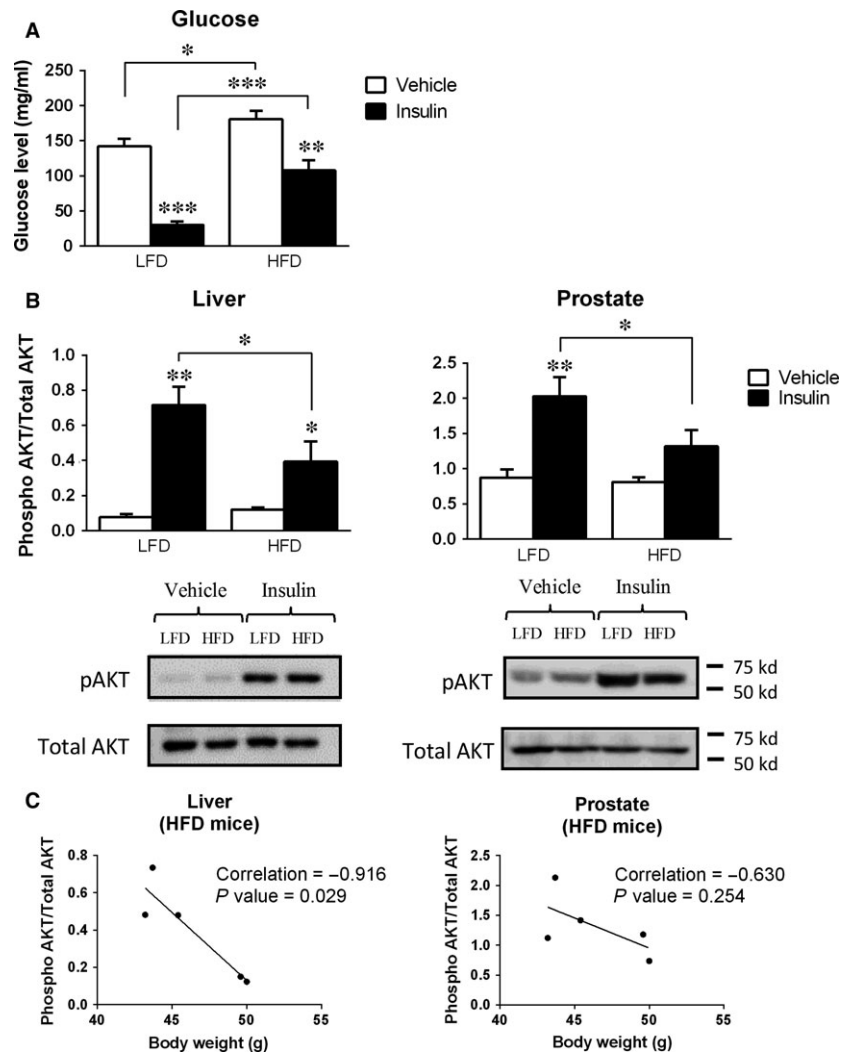 A
Glucose
Glucose level (mg/ml)
250
200
150
100
50
0
*
***
***
**
LFD
HFD
Vehicle
Insulin
B
Liver
Phospho AKT/Total AKT
1.0
0.8
0.6
0.4
0.2
0.0
*
**
*
LFD
HFD
Prostate
2.5
2.0
1.5
1.0
0.5
0.0
*
**
LFD
HFD
Vehicle
Insulin
Vehicle Insulin
LFD HFD LFD HFD
pAKT
Total AKT
Vehicle Insulin
LFD HFD LFD HFD
pAKT
75 kd
50 kd
Total AKT
75 kd
50 kd
C
Liver
(HFD mice)
Phospho AKT/Total AKT
0.8
0.6
0.4
0.2
0.0
Correlation = −0.916
P value = 0.029
40 45 50 55
Body weight (g)
Prostate
(HFD mice)
Phospho AKT/Total AKT
2.5
2.0
1.5
1.0
0.5
0.0
Correlation = −0.630
P value = 0.254
40 45 50 55
Body weight (g)